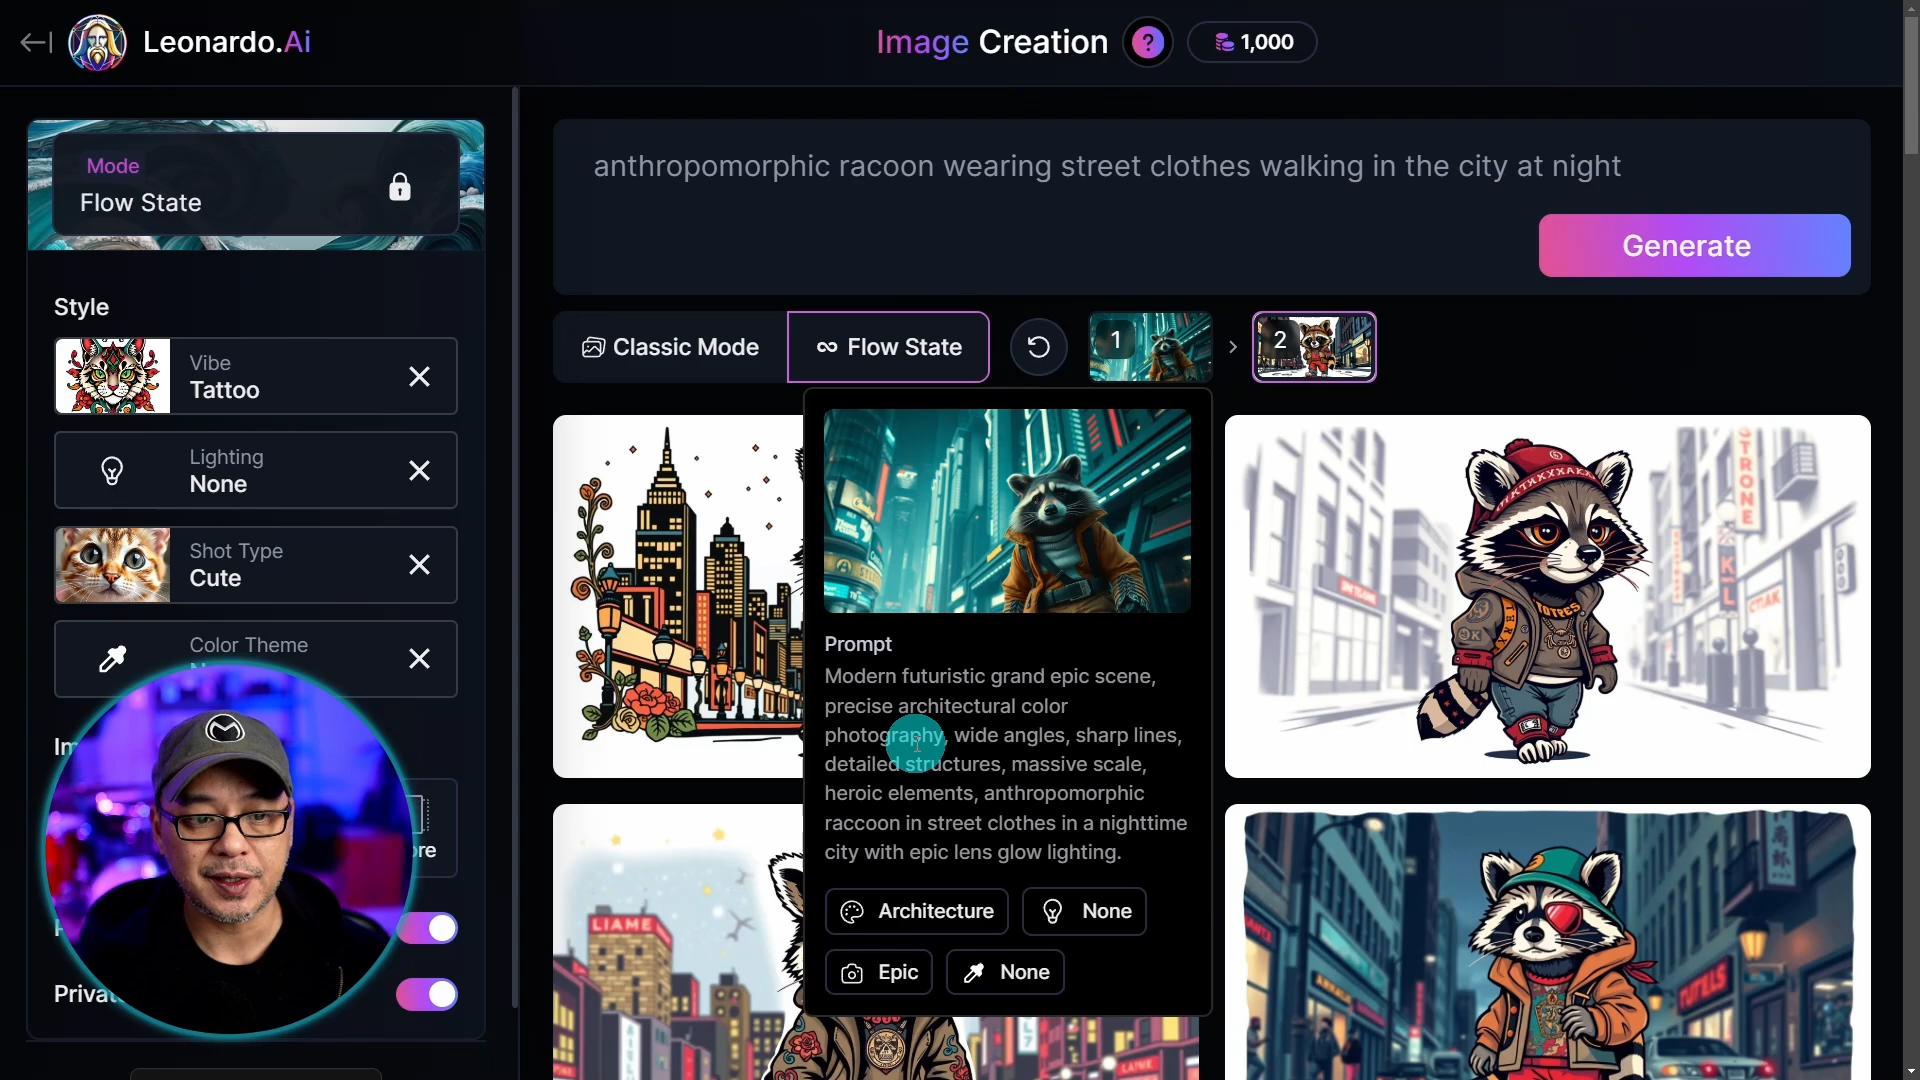 Leonardo.Ai
Image Creation
?
1,000
Mode
Flow State
anthropomorphic racoon wearing street clothes walking in the city at night
Generate
Style
Vibe
Tattoo
Lighting
None
Shot Type
Cute
Color Theme
Classic Mode
Flow State
1
2
Prompt
Modern futuristic grand epic scene,
precise architectural color
photography, wide angles, sharp lines,
detailed structures, massive scale,
heroic elements, anthropomorphic
raccoon in street clothes in a nighttime
city with epic lens glow lighting.
Architecture
None
Epic
None
LIAME
TRONE
TUTILS